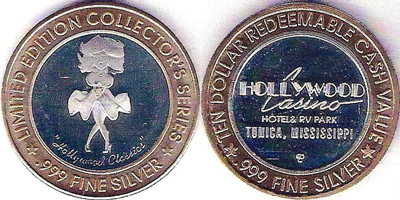 LIMITED EDITION COLLECTOR'S SERIES
"Hollywood Classics"
★ .999 FINE SILVER ★
TEN DOLLAR REDEEMABLE CASH VALUE
HOLLYWOOD
Casino
HOTEL & RV PARK
TUNICA, MISSISSIPPI
★ .999 FINE SILVER ★